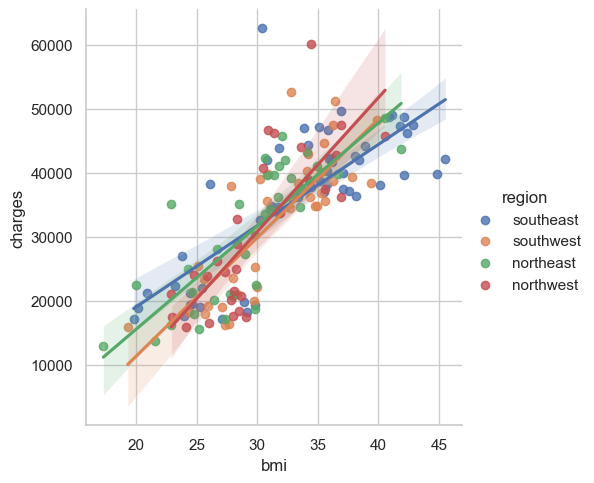 60000
50000
40000
30000
20000
10000
charges
20 25 30 35 40 45
bmi
region
southeast
southwest
northeast
northwest